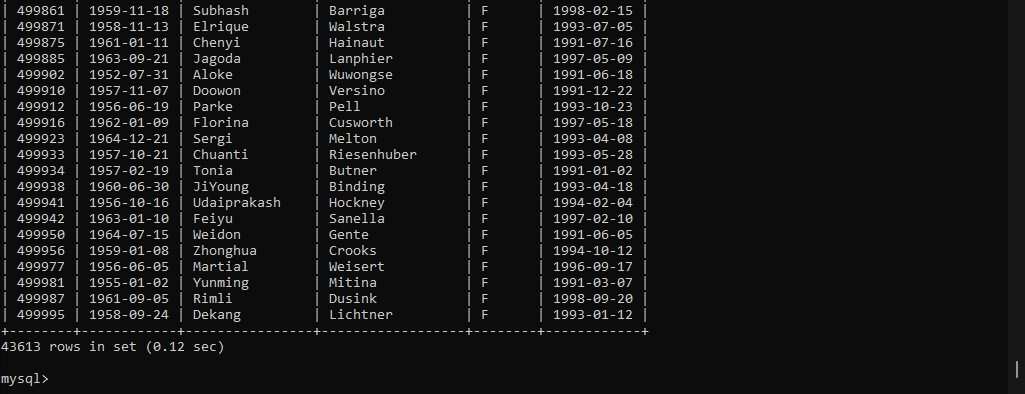 | 499861 | 1959-11-18 | Subhash        | Barriga          | F      | 1998-02-15 |
| 499871 | 1958-11-13 | Elrique        | Walstra          | F      | 1993-07-05 |
| 499875 | 1961-01-11 | Chenyi         | Hainaut          | F      | 1991-07-16 |
| 499885 | 1963-09-21 | Jagoda         | Lanphier         | F      | 1997-05-09 |
| 499902 | 1952-07-31 | Aloke          | Wuwongse         | F      | 1991-06-18 |
| 499910 | 1957-11-07 | Doowon         | Versino          | F      | 1991-12-22 |
| 499912 | 1956-06-19 | Parke          | Pell             | F      | 1993-10-23 |
| 499916 | 1962-01-09 | Florina        | Cusworth         | F      | 1997-05-18 |
| 499923 | 1964-12-21 | Sergi          | Melton           | F      | 1993-04-08 |
| 499933 | 1957-10-21 | Chuanti        | Riesenhuber      | F      | 1993-05-28 |
| 499934 | 1957-02-19 | Tonia          | Butner           | F      | 1991-01-02 |
| 499938 | 1960-06-30 | JiYoung        | Binding          | F      | 1993-04-18 |
| 499941 | 1956-10-16 | Udaiprakash    | Hockney          | F      | 1994-02-04 |
| 499942 | 1963-01-10 | Feiyu          | Sanella          | F      | 1997-02-10 |
| 499950 | 1964-07-15 | Weidon         | Gente            | F      | 1991-06-05 |
| 499956 | 1959-01-08 | Zhonghua       | Crooks           | F      | 1994-10-12 |
| 499977 | 1956-06-05 | Martial        | Weisert          | F      | 1996-09-17 |
| 499981 | 1955-01-02 | Yunming        | Mitina           | F      | 1991-03-07 |
| 499987 | 1961-09-05 | Rimli          | Dusink           | F      | 1998-09-20 |
| 499995 | 1958-09-24 | Dekang         | Lichtner         | F      | 1993-01-12 |
+--------+------------+----------------+------------------+--------+------------+
43613 rows in set (0.12 sec)
mysql>